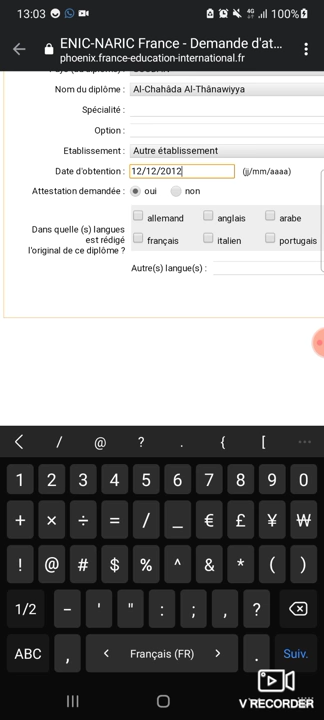 13:03
100%
ENIC-NARIC France - Demande d'at...
phoenix.france-education-international.fr
Nom du diplôme : Al-Chahâda Al-Thânawiyya
Spécialité :
Option :
Etablissement : Autre établissement
Date d'obtention : 12/12/2012 (jj/mm/aaaa)
Attestation demandée : oui non
Dans quelle (s) langues est rédigé l'original de ce diplôme ?
allemand anglais arabe
français italien portugais
Autre(s) langue(s) :
/ @ ? . { [ ...
1 2 3 4 5 6 7 8 9 0
+ × ÷ = / _ € £ ¥ ₩
! @ # $ % ^ & * ( )
1/2 - ' " : ; , ?
ABC , < Français (FR) > . Suiv.
V RECORDER